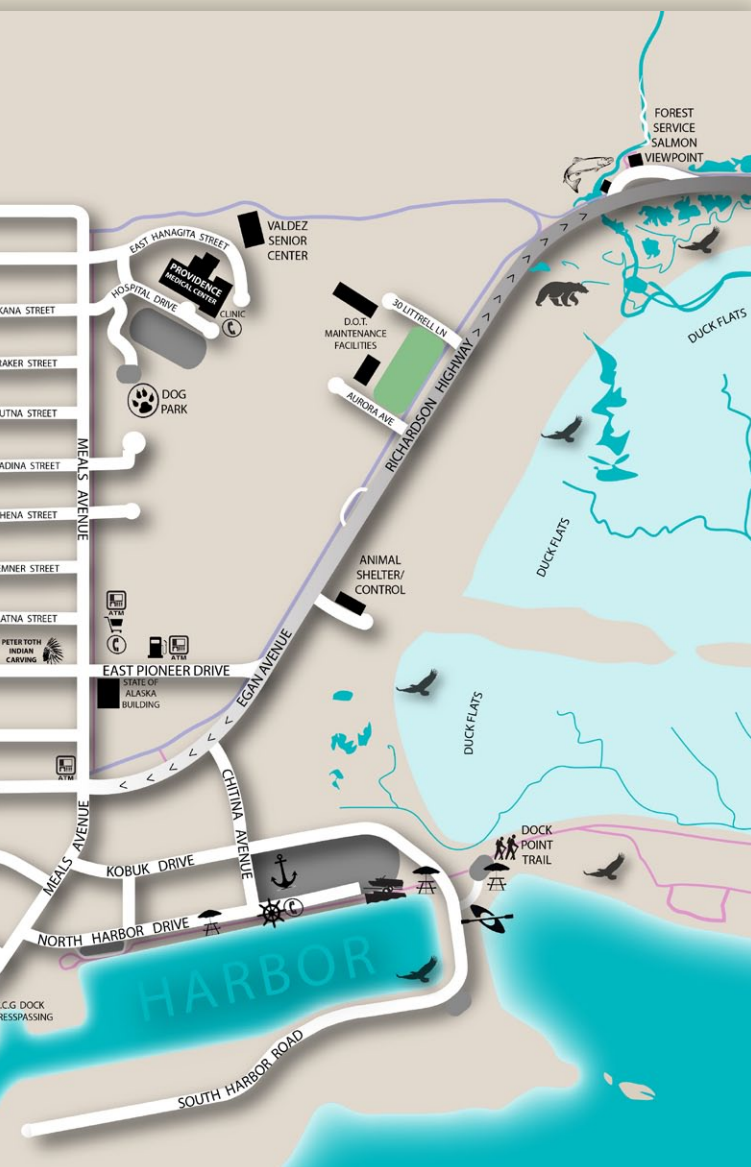 FOREST
SERVICE
SALMON
VIEWPOINT
EAST HANAGITA STREET
VALDEZ
SENIOR
CENTER
PROVIDENCE
MEDICAL CENTER
HOSPITAL DRIVE
CLINIC
KANA STREET
30 LITTRELL LN
D.O.T.
MAINTENANCE
FACILITIES
DUCK FLATS
RAKER STREET
AURORA AVE
RICHARDSON HIGHWAY
DOG
PARK
UTNA STREET
MEALS AVENUE
ADINA STREET
HENA STREET
DUCK FLATS
EMNER STREET
ANIMAL
SHELTER/
CONTROL
ATM
ATNA STREET
PETER TOTH
INDIAN
CARVING
ATM
EAST PIONEER DRIVE
EGAN AVENUE
STATE OF
ALASKA
BUILDING
DUCK FLATS
ATM
CHITINA AVENUE
MEALS AVENUE
KOBUK DRIVE
DOCK
POINT
TRAIL
NORTH HARBOR DRIVE
HARBOR
.C.G DOCK
RESSPASSING
SOUTH HARBOR ROAD